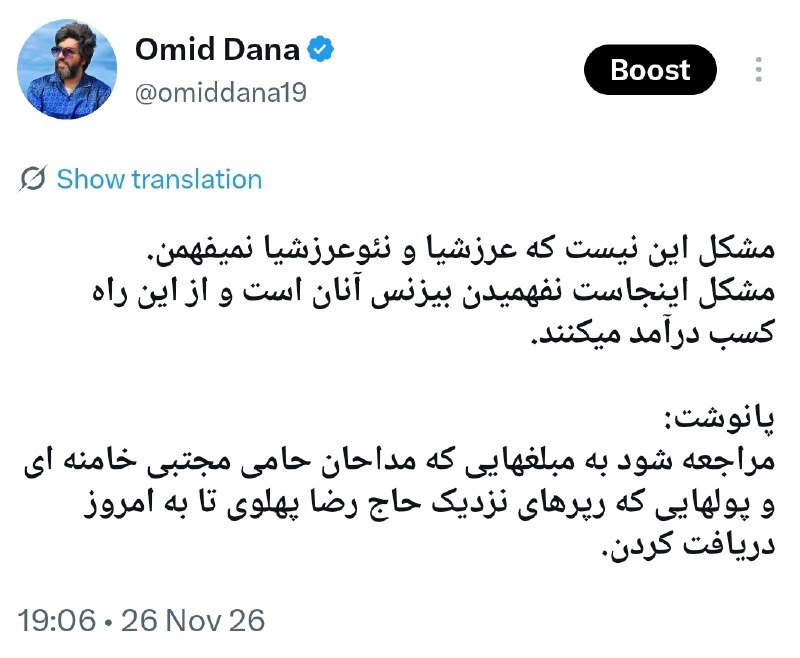 Omid Dana
@omiddana19
Boost
Show translation
مشکل این نیست که عرزشیا و نئوعرزشیا نمیفهمن.
مشکل اینجاست نفهمیدن بیزنس آنان است و از این راه
کسب درآمد میکنند.
پانوشت:
مراجعه شود به مبلغهایی که مداحان حامی مجتبی خامنه ای
و پولهایی که رپرهای نزدیک حاج رضا پهلوی تا به امروز
دریافت کردن.
19:06 • 26 Nov 26